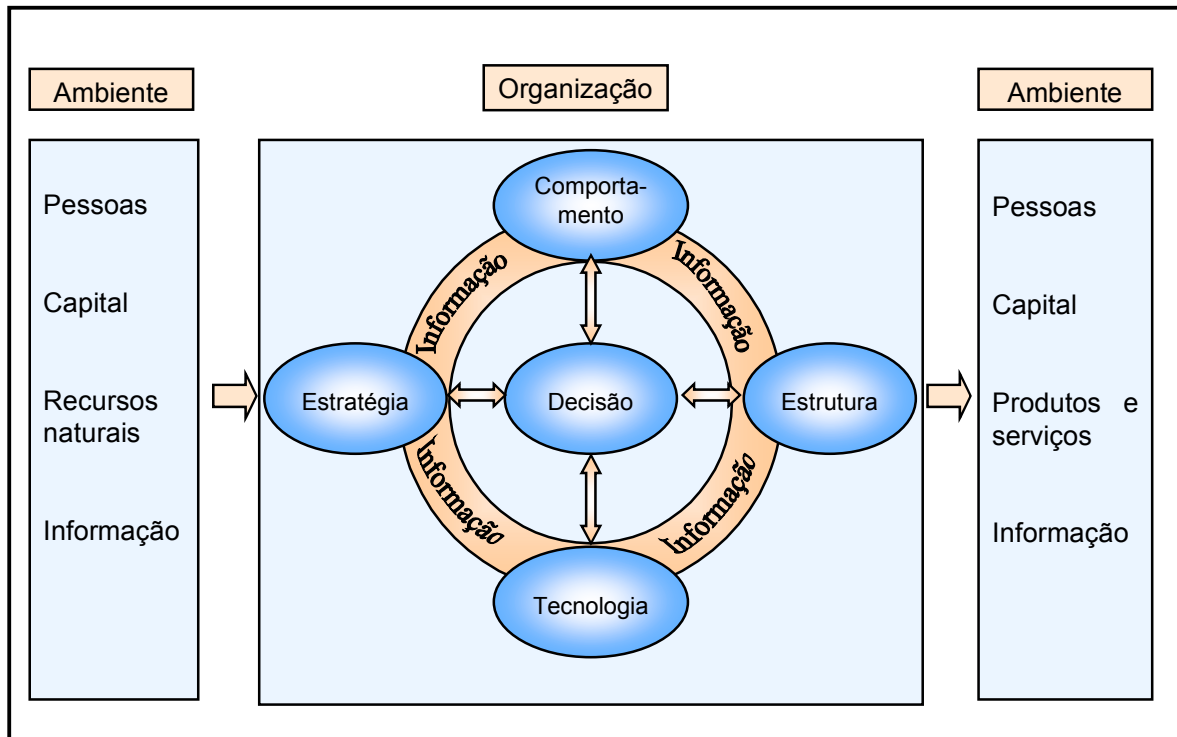 Ambiente
Pessoas
Capital
Recursos
naturais
Informação
Organização
Comporta-
mento
Informação
Informação
Estratégia
Decisão
Estrutura
Informação
Informação
Tecnologia
Ambiente
Pessoas
Capital
Produtos e
serviços
Informação